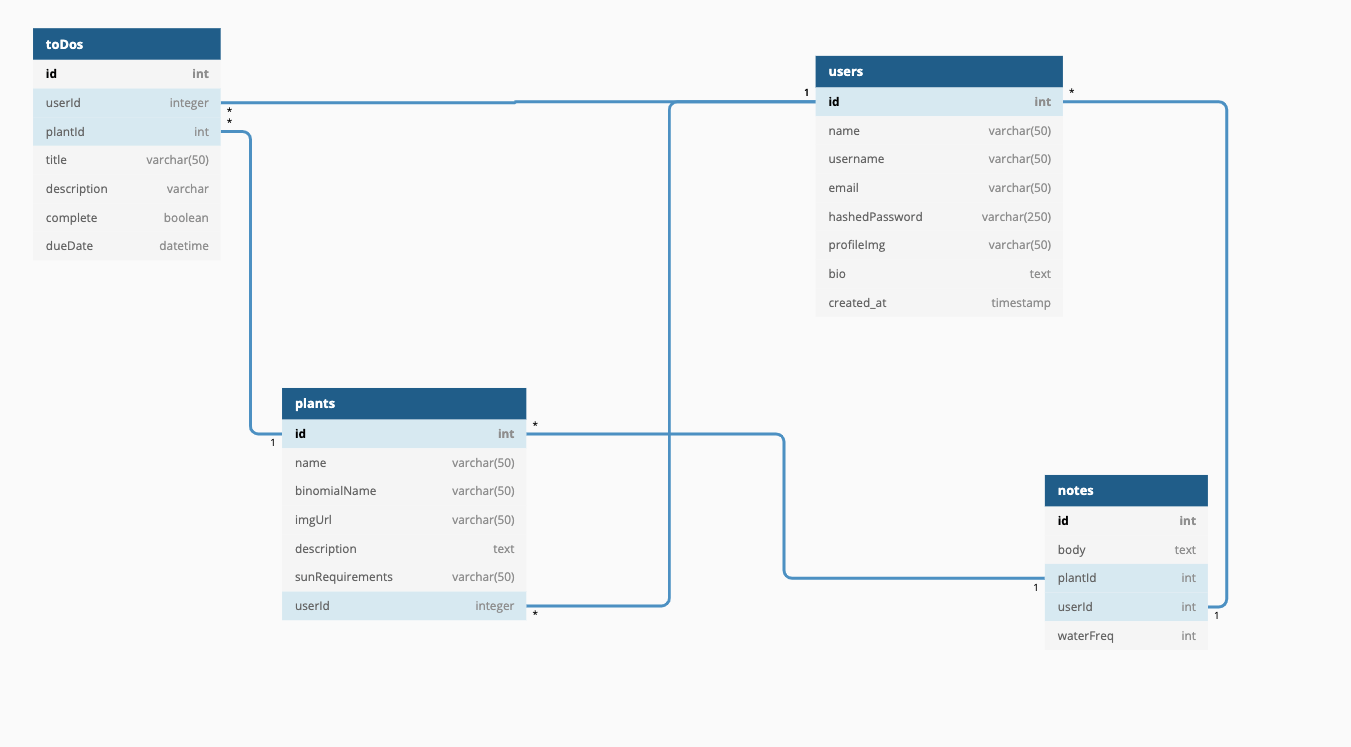 toDos
id int
userId integer
*
*
plantId int
title varchar(50)
description varchar
complete boolean
dueDate datetime
users
1
*
id int
name varchar(50)
username varchar(50)
email varchar(50)
hashedPassword varchar(250)
profileImg varchar(50)
bio text
created_at timestamp
plants
*
id int
1
name varchar(50)
binomialName varchar(50)
imgUrl varchar(50)
description text
sunRequirements varchar(50)
userId integer
*
notes
id int
body text
plantId int
1
userId int
1
waterFreq int